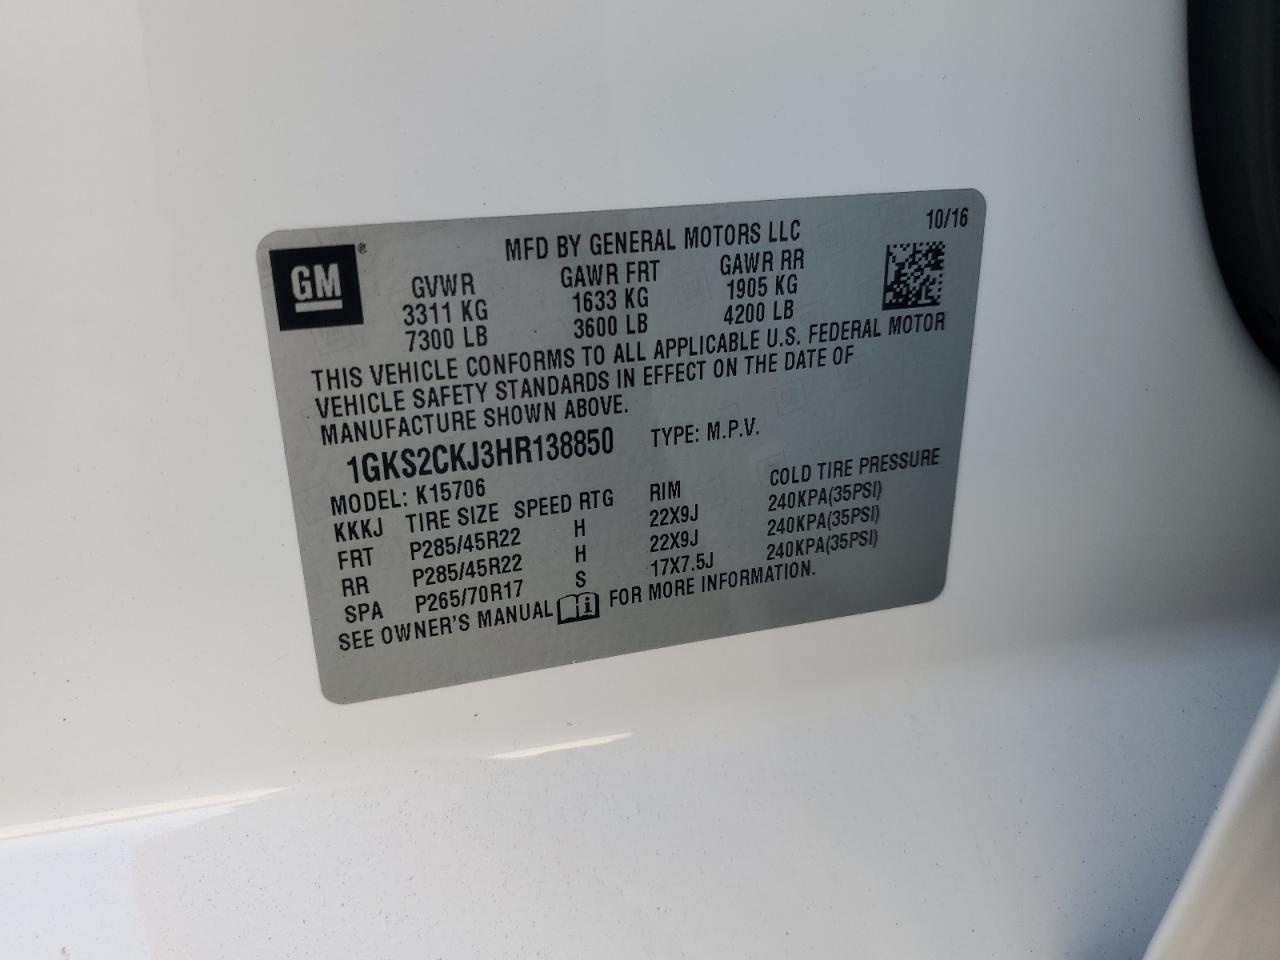 10/16
GM®
MFD BY GENERAL MOTORS LLC
GVWR GAWR FRT GAWR RR
3311 KG 1633 KG 1905 KG
7300 LB 3600 LB 4200 LB
THIS VEHICLE CONFORMS TO ALL APPLICABLE U.S. FEDERAL MOTOR
VEHICLE SAFETY STANDARDS IN EFFECT ON THE DATE OF
MANUFACTURE SHOWN ABOVE.
1GKS2CKJ3HR138850 TYPE: M.P.V.
MODEL: K15706
KKKJ TIRE SIZE SPEED RTG RIM COLD TIRE PRESSURE
FRT P285/45R22 H 22X9J 240KPA(35PSI)
RR P285/45R22 H 22X9J 240KPA(35PSI)
SPA P265/70R17 S 17X7.5J 240KPA(35PSI)
SEE OWNER'S MANUAL FOR MORE INFORMATION.